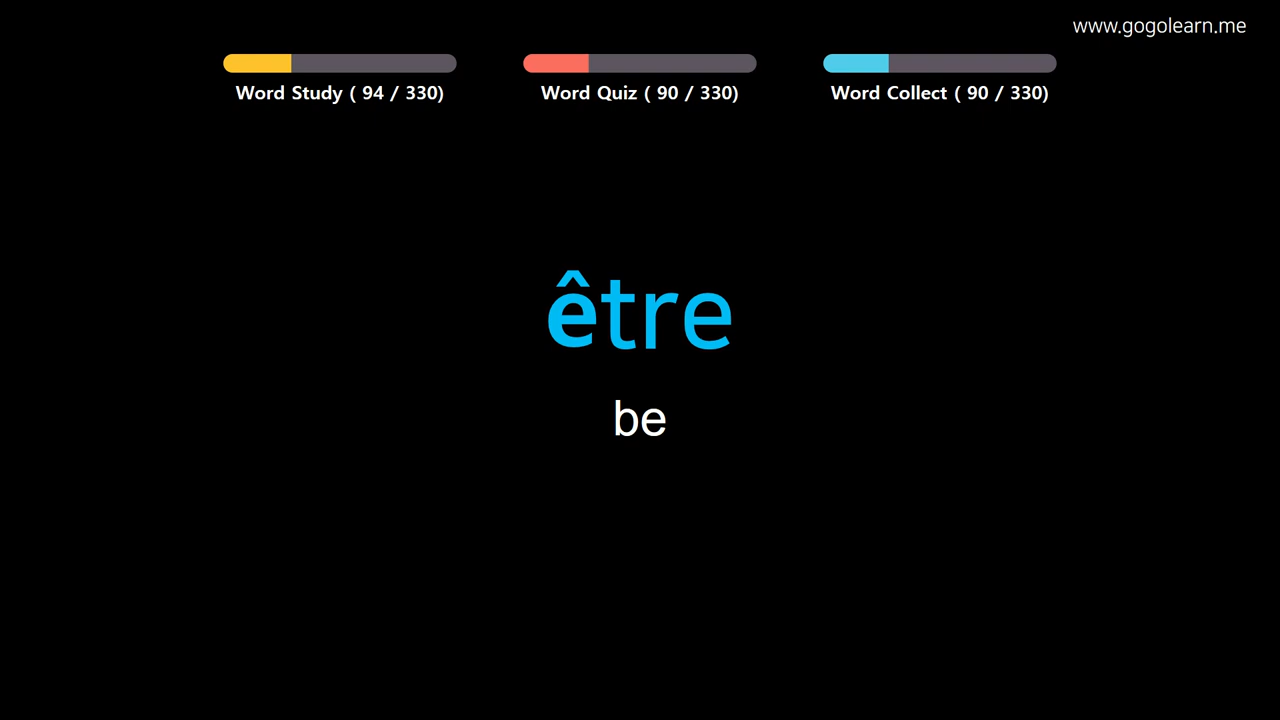 www.gogolearn.me
Word Study ( 94 / 330)
Word Quiz ( 90 / 330)
Word Collect ( 90 / 330)
être
be